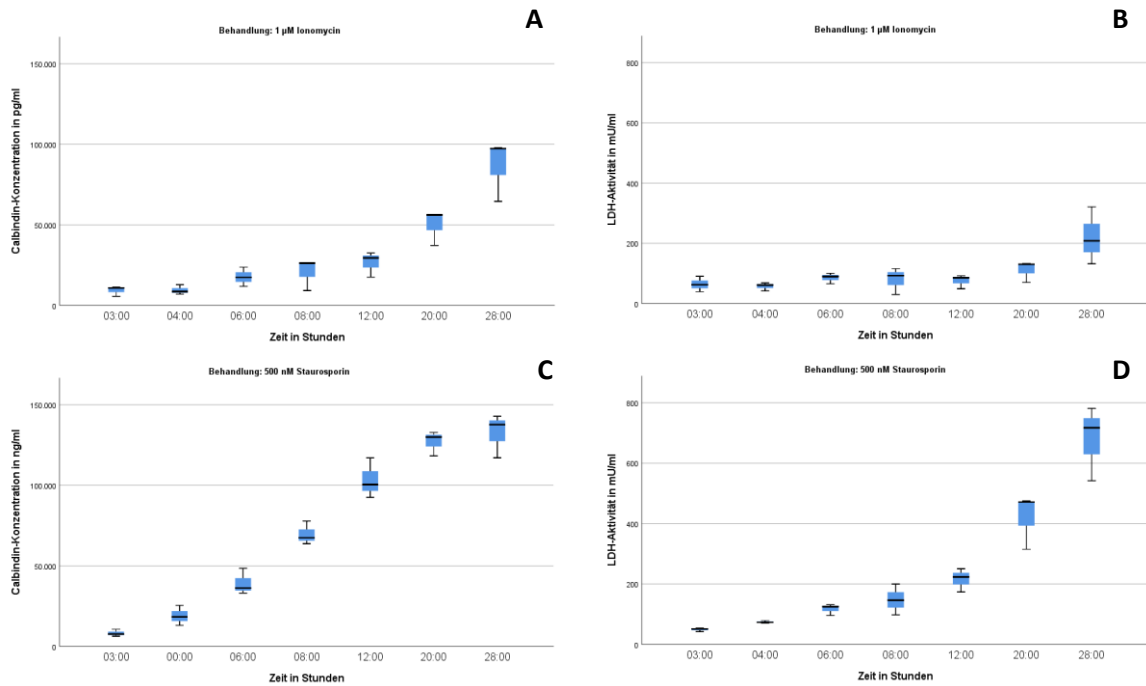 A
Behandlung: 1 µM Ionomycin
Calbindin-Konzentration in pg/ml
150.000
100.000
50.000
0
03:00 04:00 06:00 08:00 12:00 20:00 28:00
Zeit in Stunden
B
Behandlung: 1 µM Ionomycin
LDH-Aktivität in mU/ml
800
600
400
200
0
03:00 04:00 06:00 08:00 12:00 20:00 28:00
Zeit in Stunden
C
Behandlung: 500 nM Staurosporin
Calbindin-Konzentration in ng/ml
150.000
100.000
50.000
0
03:00 00:00 06:00 08:00 12:00 20:00 28:00
Zeit in Stunden
D
Behandlung: 500 nM Staurosporin
LDH-Aktivität in mU/ml
800
600
400
200
0
03:00 04:00 06:00 08:00 12:00 20:00 28:00
Zeit in Stunden